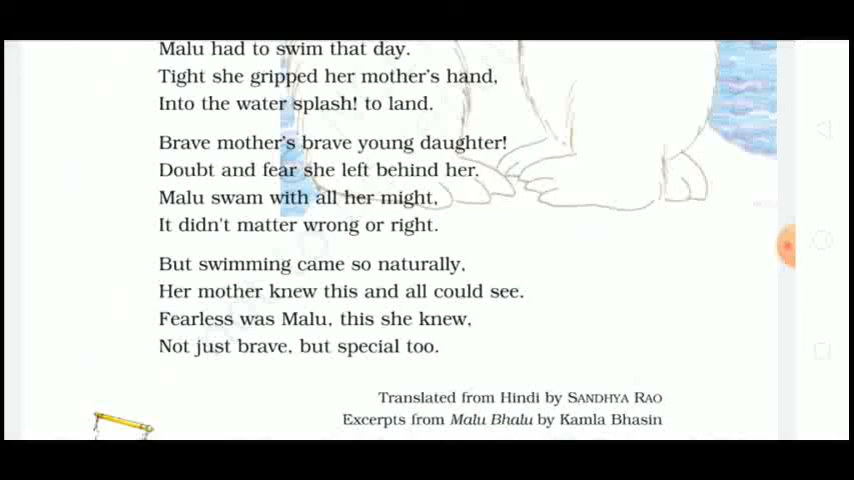 Malu had to swim that day.
Tight she gripped her mother's hand,
Into the water splash! to land.
Brave mother's brave young daughter!
Doubt and fear she left behind her.
Malu swam with all her might,
It didn't matter wrong or right.
But swimming came so naturally,
Her mother knew this and all could see.
Fearless was Malu, this she knew,
Not just brave, but special too.
Translated from Hindi by SANDHYA RAO
Excerpts from Malu Bhalu by Kamla Bhasin